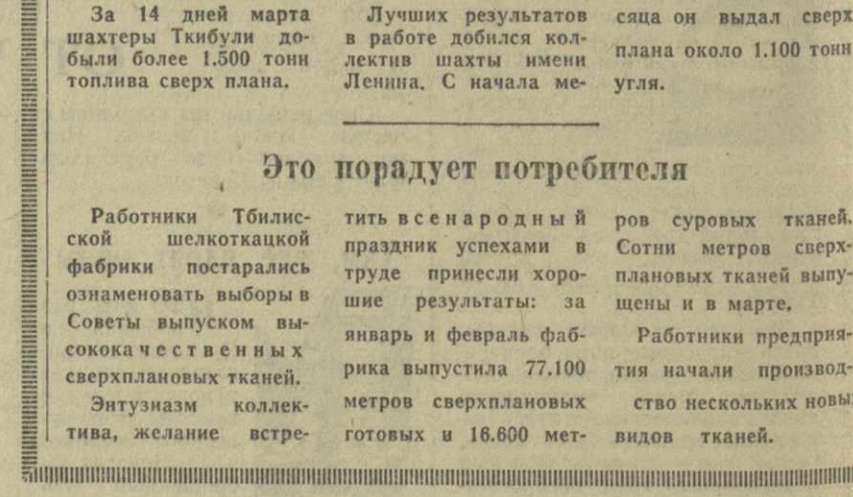 За 14 дней марта
шахтеры Ткибули до-
были более 1.500 тонн
топлива сверх плана.
Лучших результатов
в работе добился кол-
лектив шахты имени
Ленина. С начала ме-
сяца он выдал сверх
плана около 1.100 тонн
угля.
Это порадует потребителя
Работники Тбилис-
ской шелкоткацкой
фабрики постарались
ознаменовать выборы в
Советы выпуском вы-
сококачественных
сверхплановых тканей.
Энтузиазм коллек-
тива, желание встре-
тить всенародный
праздник успехами в
труде принесли хоро-
шие результаты: за
январь и февраль фаб-
рика выпустила 77.100
метров сверхплановых
готовых и 16.600 мет-
ров суровых тканей.
Сотни метров сверх-
плановых тканей выпу-
щены и в марте.
Работники предприя-
тия начали производ-
ство нескольких новы
видов тканей.